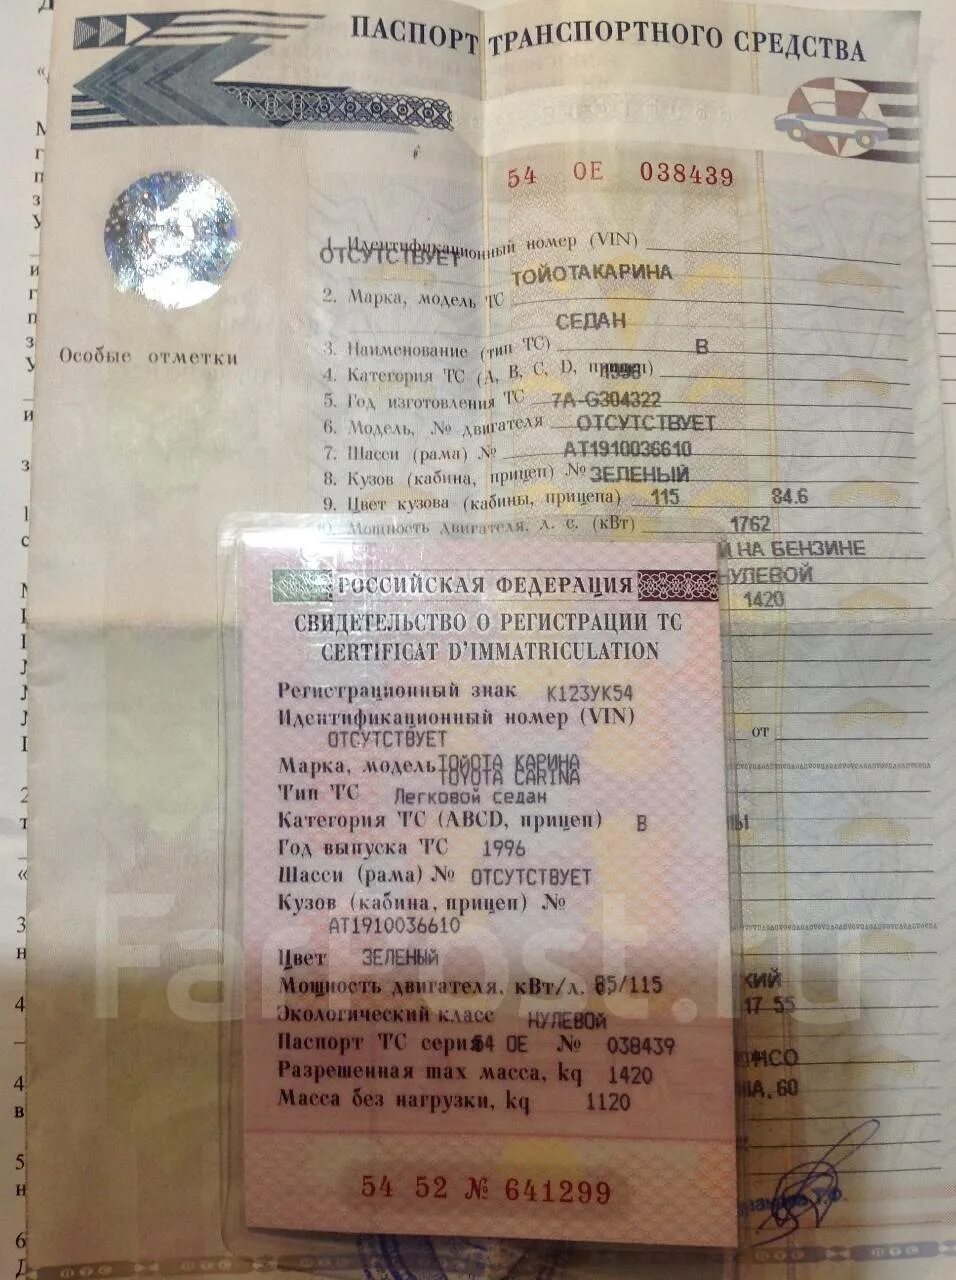 ПАСПОРТ ТРАНСПОРТНОГО СРЕДСТВА
54 ОЕ 038439
1. Идентификационный номер (VIN)
ОТСУТСТВУЕТ
ТОЙОТАКАРИНА
2. Марка, модель ТС
СЕДАН
3. Наименование (тип ТС)
Особые отметки
В
4. Категория ТС (A, B, C, D, прицеп)
5. Год изготовления ТС
7A-G304322
6. Модель, № двигателя
ОТСУТСТВУЕТ
7. Шасси (рама) №
АТ1910036610
8. Кузов (кабина, прицеп) №
ЗЕЛЕНЫЙ
9. Цвет кузова (кабины, прицепа)
115 84.6
Мощность двигателя, л. с. (кВт)
1762
Й НА БЕНЗИНЕ
НУЛЕВОЙ
1420
от
РОССИЙСКАЯ ФЕДЕРАЦИЯ
СВИДЕТЕЛЬСТВО О РЕГИСТРАЦИИ ТС
CERTIFICAT D'IMMATRICULATION
Регистрационный знак К123УК54
Идентификационный номер (VIN)
ОТСУТСТВУЕТ
Марка, модель ТОЙОТА КАРИНА
TOYOTA CARINA
Тип ТС Легковой седан
Категория ТС (ABCD, прицеп) В
Год выпуска ТС 1996
Шасси (рама) № ОТСУТСТВУЕТ
Кузов (кабина, прицеп) №
АТ1910036610
Цвет ЗЕЛЕНЫЙ
Мощность двигателя, кВт/л. 85/115
Экологический класс НУЛЕВОЙ
Паспорт ТС серия 54 ОЕ № 038439
Разрешенная max масса, kg 1420
Масса без нагрузки, kg 1120
54 52 № 641299
КИЙ
17 55
ЭНСО
60
FarPost.ru